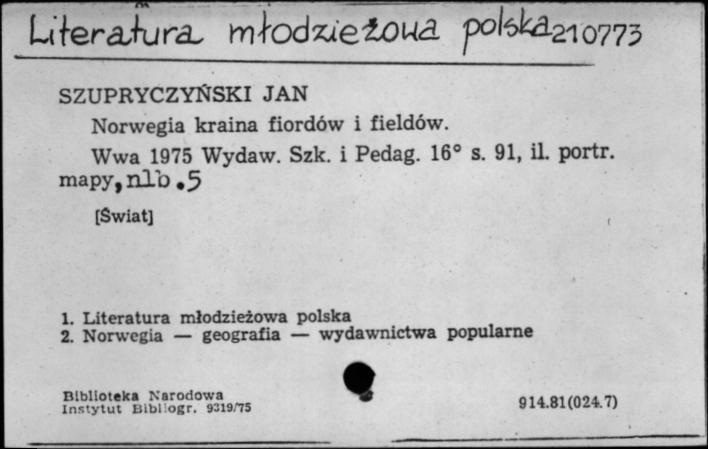 Literatura młodzieżowa polska 210773
SZUPRYCZYŃSKI JAN
Norwegia kraina fiordów i fieldów.
Wwa 1975 Wydaw. Szk. i Pedag. 16° s. 91, il. portr.
mapy, nlb.5
[Świat]
1. Literatura młodzieżowa polska
2. Norwegia — geografia — wydawnictwa popularne
Biblioteka Narodowa
Instytut Bibliogr. 9319/75
914.81(024.7)